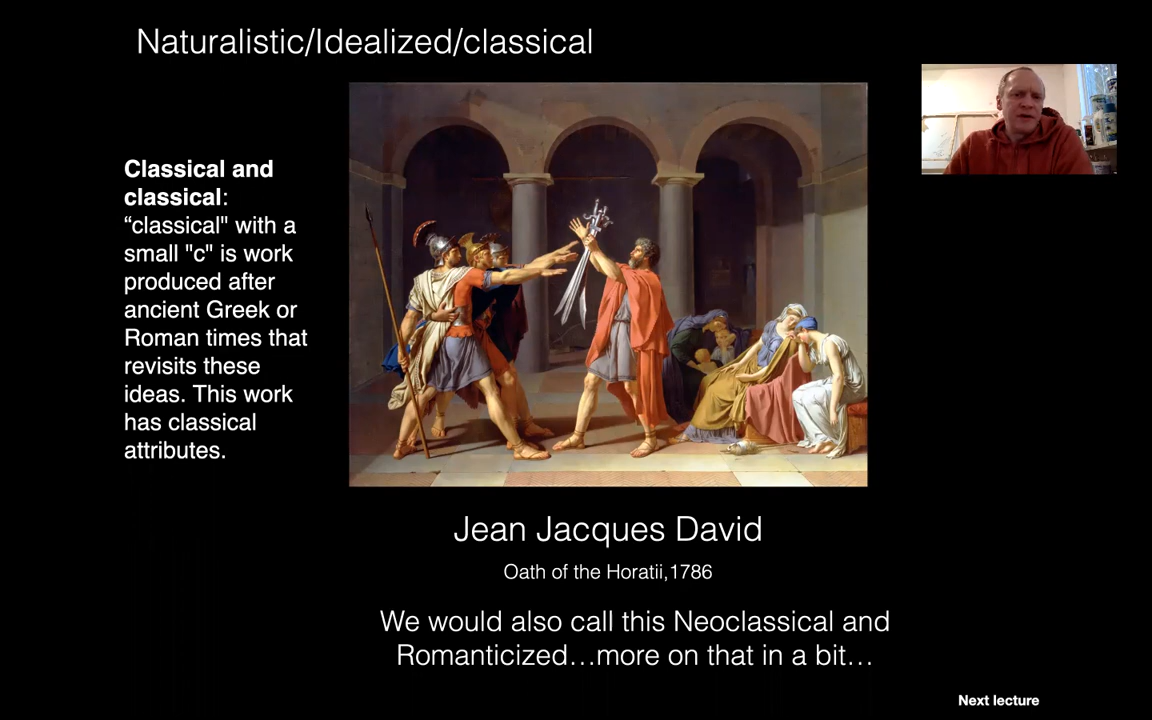 Naturalistic/Idealized/classical
Classical and
classical:
“classical" with a
small "c" is work
produced after
ancient Greek or
Roman times that
revisits these
ideas. This work
has classical
attributes.
Jean Jacques David
Oath of the Horatii,1786
We would also call this Neoclassical and
Romanticized…more on that in a bit…
Next lecture